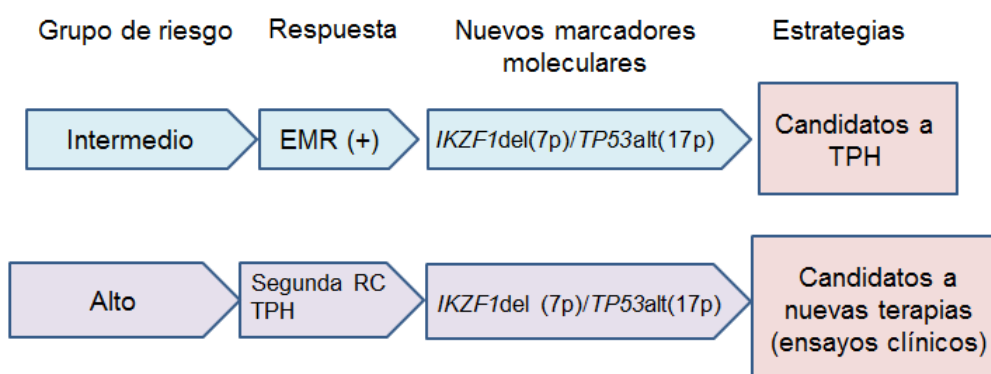 Grupo de riesgo
Respuesta
Nuevos marcadores
moleculares
Estrategias
Intermedio
EMR (+)
IKZF1del(7p)/TP53alt(17p)
Candidatos a
TPH
Alto
Segunda RC
TPH
IKZF1del (7p)/TP53alt(17p)
Candidatos a
nuevas terapias
(ensayos clínicos)